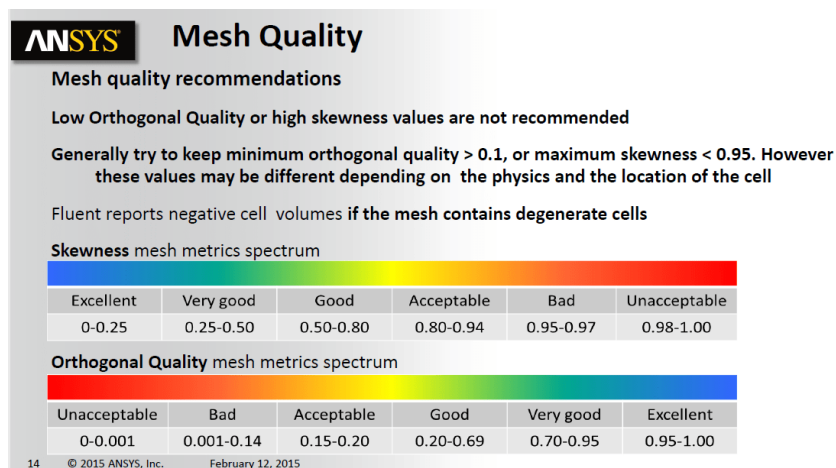 ANSYS Mesh Quality
Mesh quality recommendations
Low Orthogonal Quality or high skewness values are not recommended
Generally try to keep minimum orthogonal quality > 0.1, or maximum skewness < 0.95. However
these values may be different depending on the physics and the location of the cell
Fluent reports negative cell volumes if the mesh contains degenerate cells
Skewness mesh metrics spectrum
Excellent Very good Good Acceptable Bad Unacceptable
0-0.25 0.25-0.50 0.50-0.80 0.80-0.94 0.95-0.97 0.98-1.00
Orthogonal Quality mesh metrics spectrum
Unacceptable Bad Acceptable Good Very good Excellent
0-0.001 0.001-0.14 0.15-0.20 0.20-0.69 0.70-0.95 0.95-1.00
14 © 2015 ANSYS, Inc. February 12, 2015